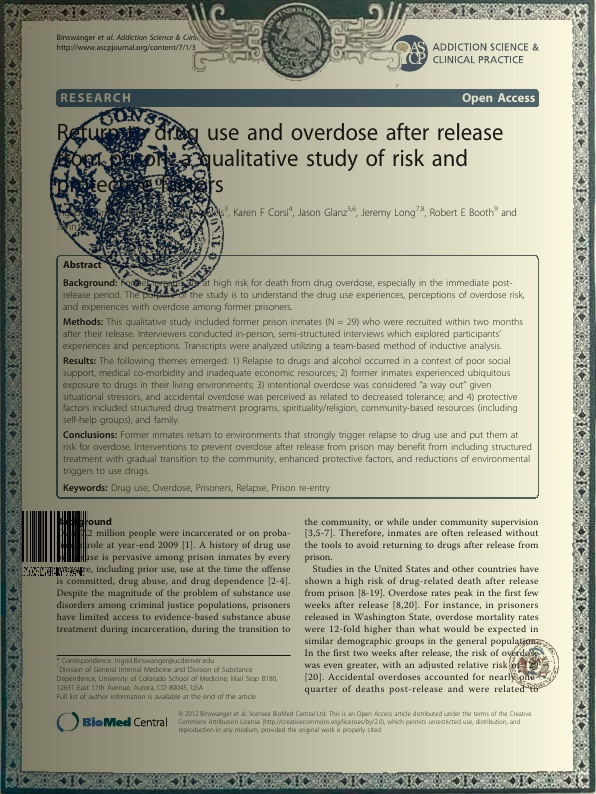 Binswanger et al. Addiction Science & Clin
http://www.ascpjournal.org/content/7/1/3
ASCP
ADDICTION SCIENCE &
CLINICAL PRACTICE
RESEARCH
Open Access
Return to drug use and overdose after release
from prison: a qualitative study of risk and
protective factors
Karen F Corsi4, Jason Glanz5,6, Jeremy Long7,8, Robert E Booth9 and
Abstract
Background: Former inmates are at high risk for death from drug overdose, especially in the immediate post-
release period. The purpose of the study is to understand the drug use experiences, perceptions of overdose risk,
and experiences with overdose among former prisoners.
Methods: This qualitative study included former prison inmates (N = 29) who were recruited within two months
after their release. Interviewers conducted in-person, semi-structured interviews which explored participants'
experiences and perceptions. Transcripts were analyzed utilizing a team-based method of inductive analysis.
Results: The following themes emerged: 1) Relapse to drugs and alcohol occurred in a context of poor social
support, medical co-morbidity and inadequate economic resources; 2) former inmates experienced ubiquitous
exposure to drugs in their living environments; 3) intentional overdose was considered "a way out" given
situational stressors, and accidental overdose was perceived as related to decreased tolerance; and 4) protective
factors included structured drug treatment programs, spirituality/religion, community-based resources (including
self-help groups), and family.
Conclusions: Former inmates return to environments that strongly trigger relapse to drug use and put them at
risk for overdose. Interventions to prevent overdose after release from prison may benefit from including structured
treatment with gradual transition to the community, enhanced protective factors, and reductions of environmental
triggers to use drugs.
Keywords: Drug use, Overdose, Prisoners, Relapse, Prison re-entry
Background
7.2 million people were incarcerated or on proba-
parole at year-end 2009 [1]. A history of drug use
is pervasive among prison inmates by every
including prior use, use at the time the offense
is committed, drug abuse, and drug dependence [2-4].
Despite the magnitude of the problem of substance use
disorders among criminal justice populations, prisoners
have limited access to evidence-based substance abuse
treatment during incarceration, during the transition to
* Correspondence: Ingrid.Binswanger@ucdenver.edu
1Division of General Internal Medicine and Division of Substance
Dependence, University of Colorado School of Medicine, Mail Stop B180,
12631 East 17th Avenue, Aurora, CO 80045, USA
Full list of author information is available at the end of the article
the community, or while under community supervision
[3,5-7]. Therefore, inmates are often released without
the tools to avoid returning to drugs after release from
prison.
Studies in the United States and other countries have
shown a high risk of drug-related death after release
from prison [8-19]. Overdose rates peak in the first few
weeks after release [8,20]. For instance, in prisoners
released in Washington State, overdose mortality rates
were 12-fold higher than what would be expected in
similar demographic groups in the general population.
In the first two weeks after release, the risk of overdose
was even greater, with an adjusted relative risk of
[20]. Accidental overdoses accounted for nearly one
quarter of deaths post-release and were related to
BioMed Central
© 2012 Binswanger et al; licensee BioMed Central Ltd. This is an Open Access article distributed under the terms of the Creative
Commons Attribution License (http://creativecommons.org/licenses/by/2.0), which permits unrestricted use, distribution, and
reproduction in any medium, provided the original work is properly cited.